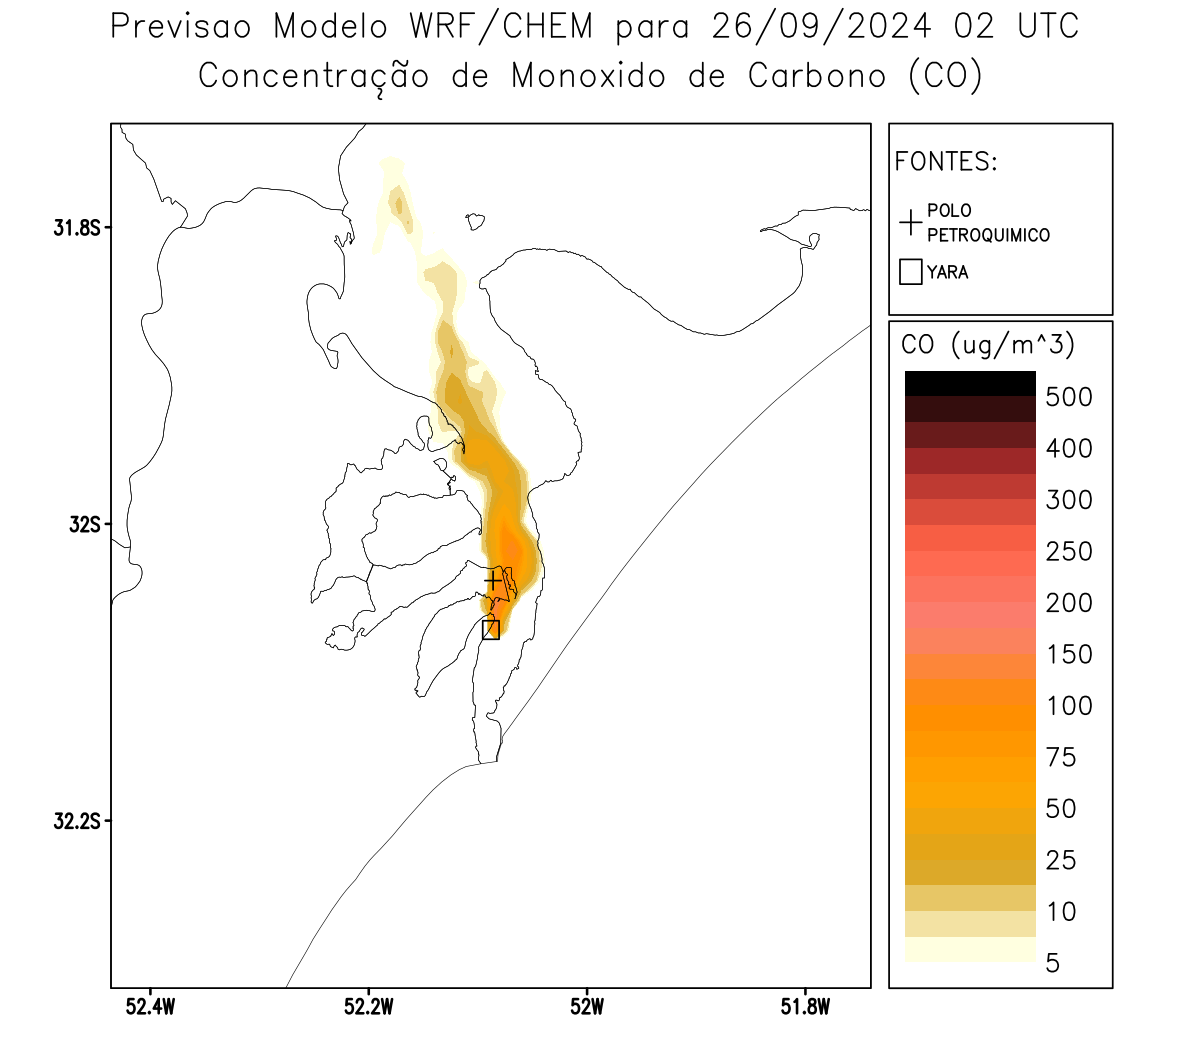 Previsao Modelo WRF/CHEM para 26/09/2024 02 UTC
Concentração de Monoxido de Carbono (CO)
FONTES:
POLO
PETROQUIMICO
YARA
CO (ug/m^3)
500
400
300
250
200
150
100
75
50
25
10
5
31.8S
32S
32.2S
52.4W
52.2W
52W
51.8W